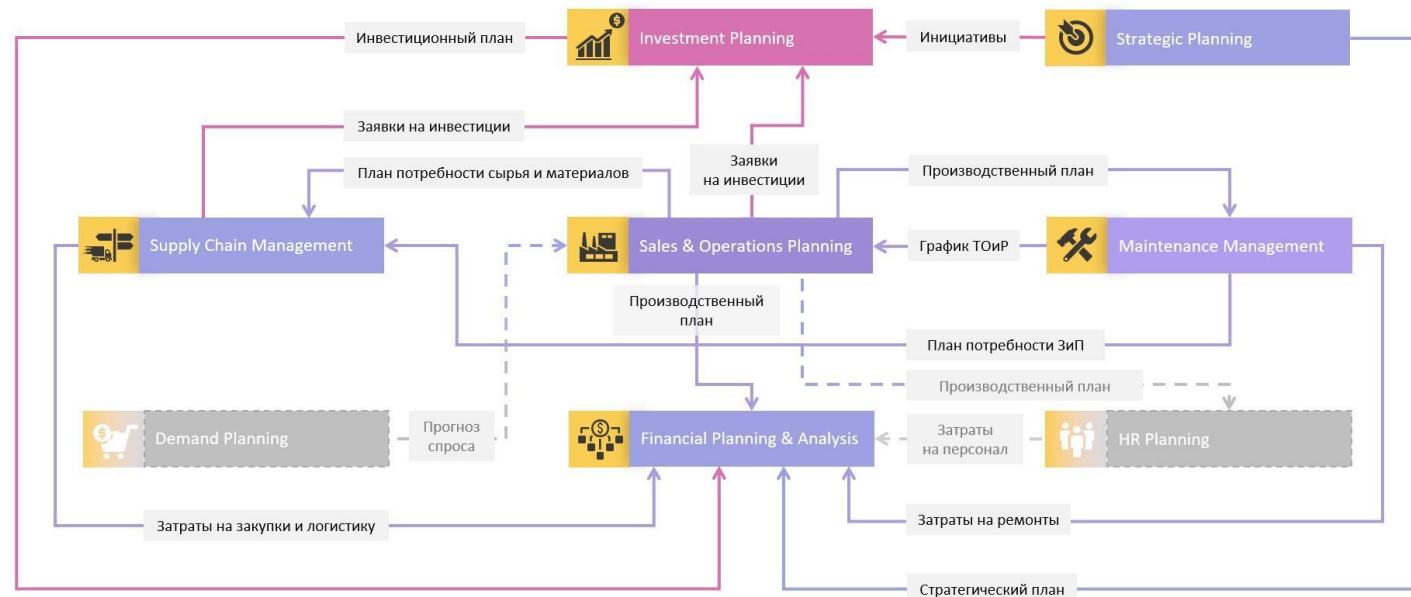 Инвестиционный план
Investment Planning
Инициативы
Strategic Planning
Заявки на инвестиции
План потребности сырья и материалов
Заявки
на инвестиции
Производственный план
Supply Chain Management
Sales & Operations Planning
График ТОиР
Maintenance Management
Производственный
план
План потребности ЗиП
Производственный план
Demand Planning
Прогноз
спроса
Financial Planning & Analysis
Затраты
на персонал
HR Planning
Затраты на закупки и логистику
Затраты на ремонты
Стратегический план